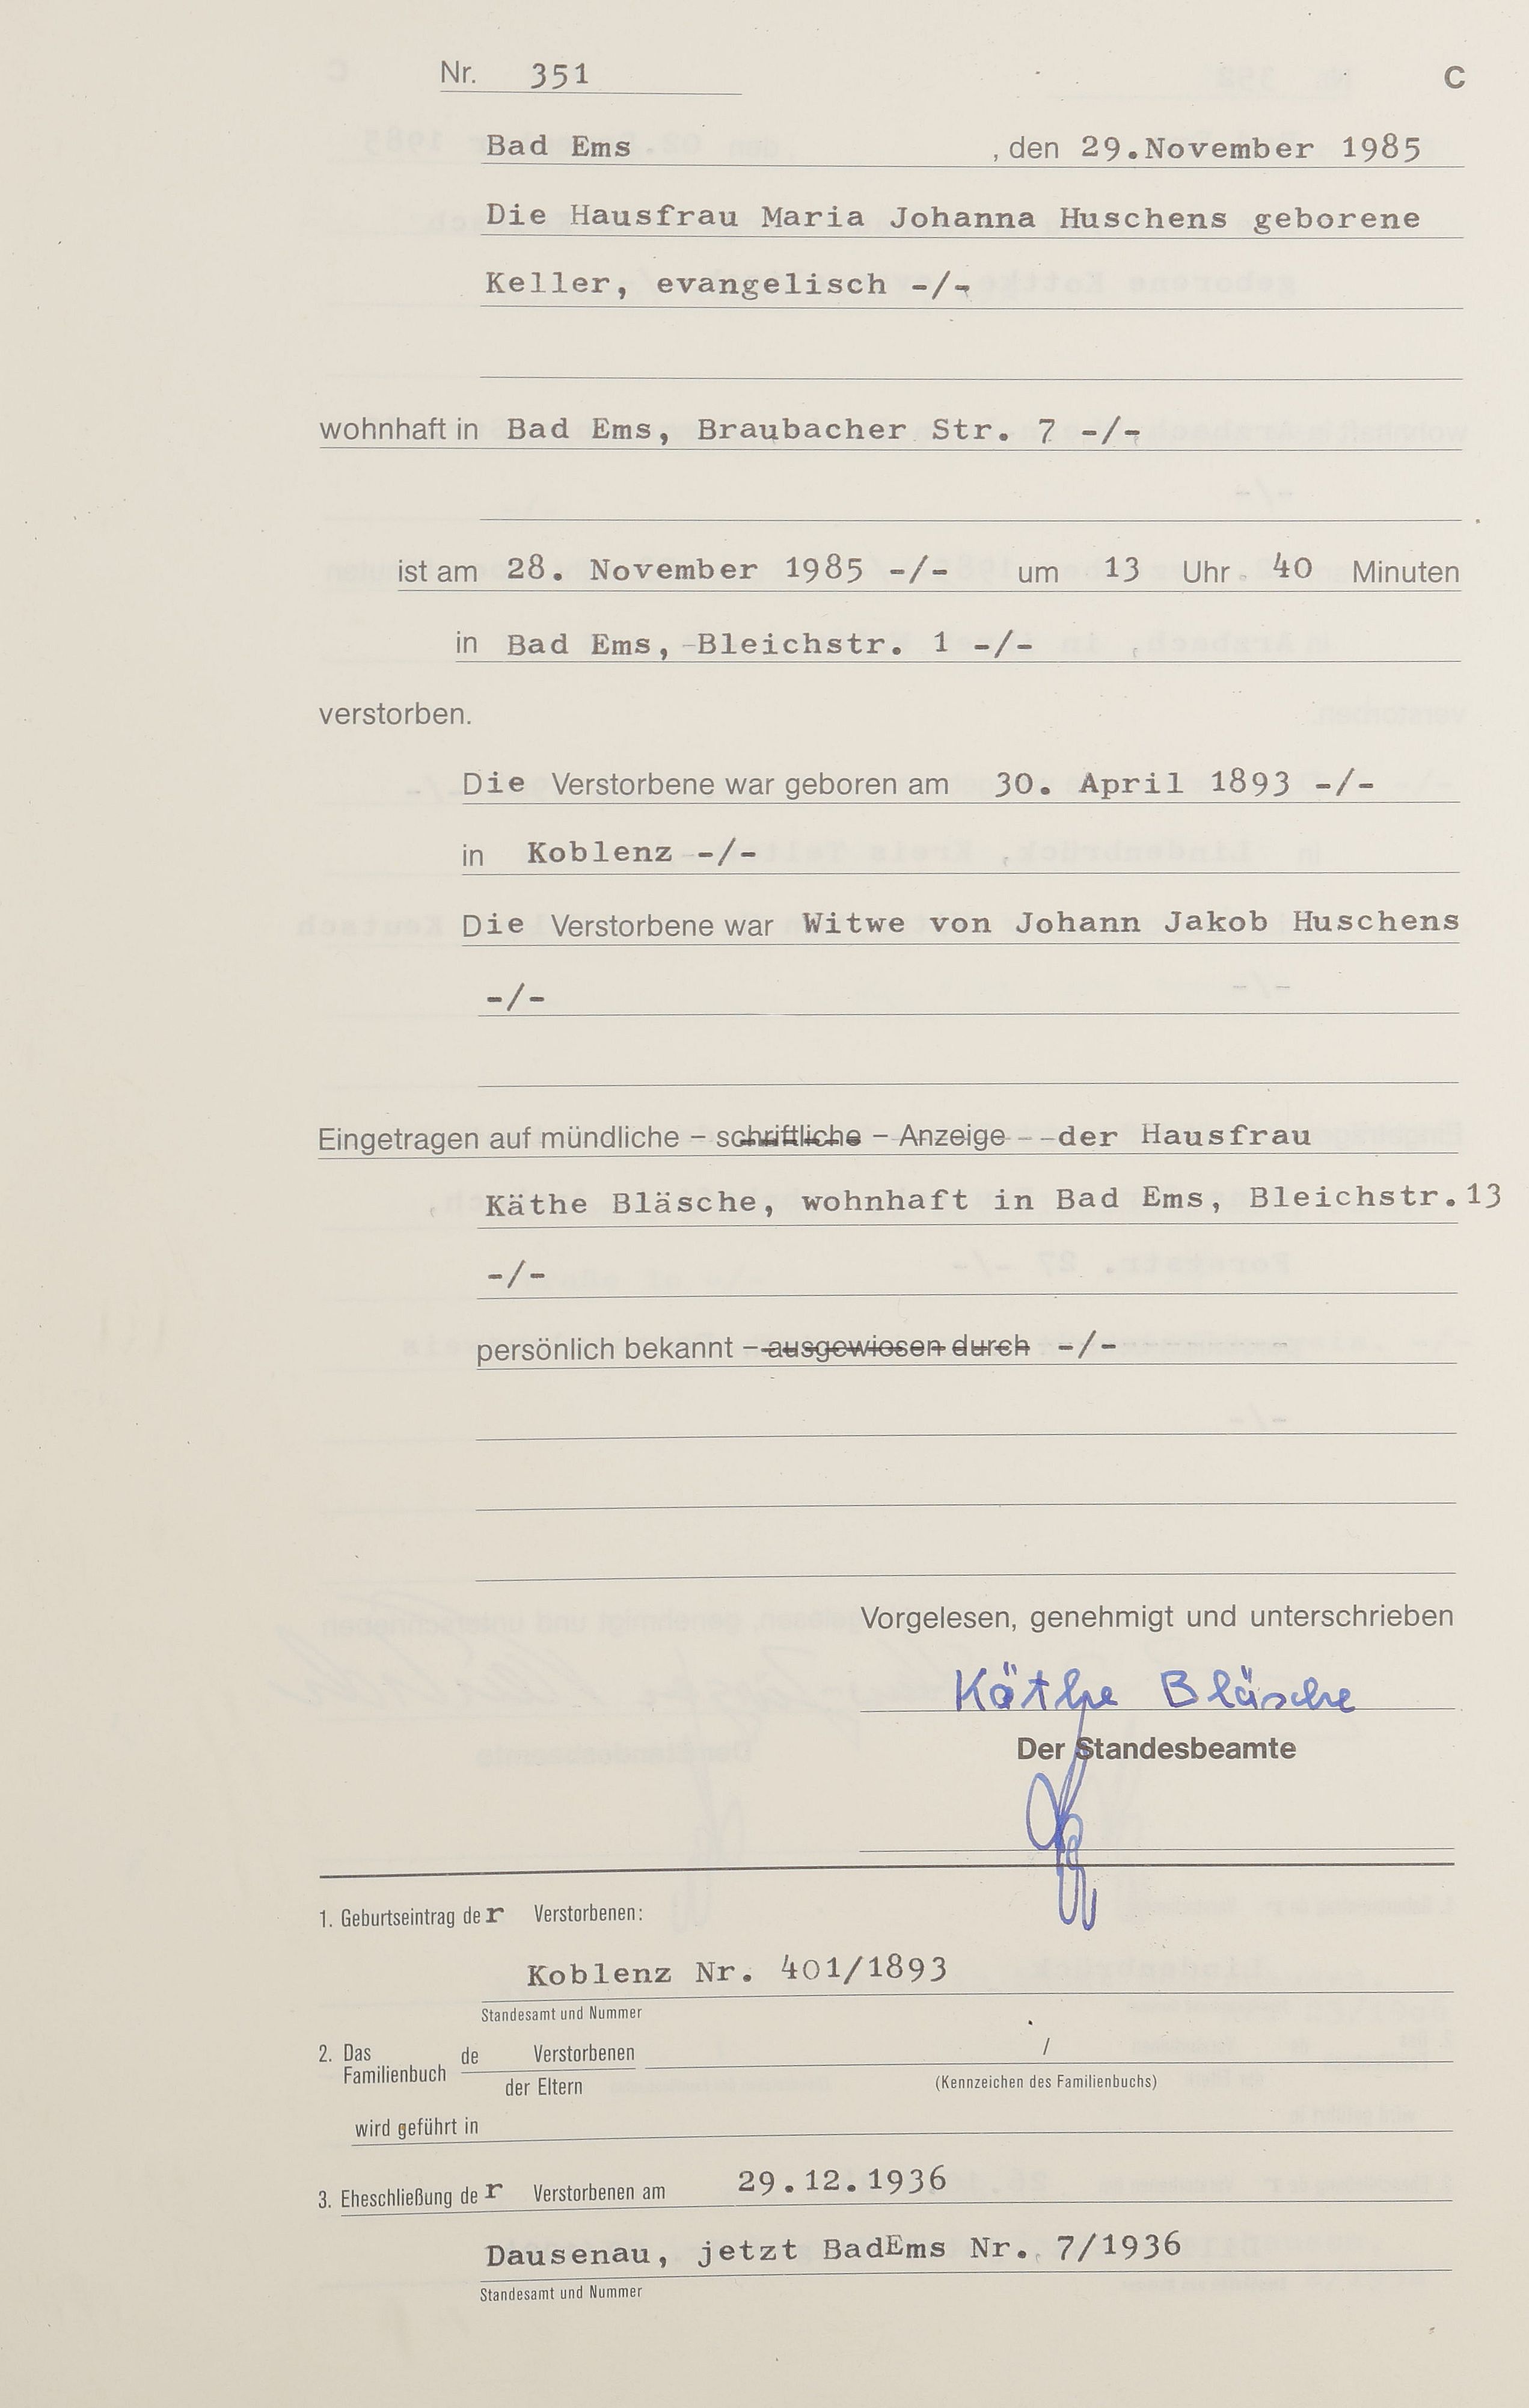 Nr. 351 C
Bad Ems , den 29.November 1985
Die Hausfrau Maria Johanna Huschens geborene
Keller, evangelisch -/-
wohnhaft in Bad Ems, Braubacher Str. 7 -/-
ist am 28. November 1985 -/- um 13 Uhr 40 Minuten
in Bad Ems, Bleichstr. 1 -/-
verstorben.
Die Verstorbene war geboren am 30. April 1893 -/-
in Koblenz -/-
Die Verstorbene war Witwe von Johann Jakob Huschens
-/-
Eingetragen auf mündliche – schriftliche – Anzeige --der Hausfrau
Käthe Bläsche, wohnhaft in Bad Ems, Bleichstr.13
-/-
persönlich bekannt – ausgewiesen durch -/-
Vorgelesen, genehmigt und unterschrieben
Käthe Bläsche
Der Standesbeamte
1. Geburtseintrag der Verstorbenen:
Koblenz Nr. 401/1893
Standesamt und Nummer
2. Das de Verstorbenen /
Familienbuch der Eltern (Kennzeichen des Familienbuchs)
wird geführt in
3. Eheschließung der Verstorbenen am 29.12.1936
Dausenau, jetzt BadEms Nr. 7/1936
Standesamt und Nummer